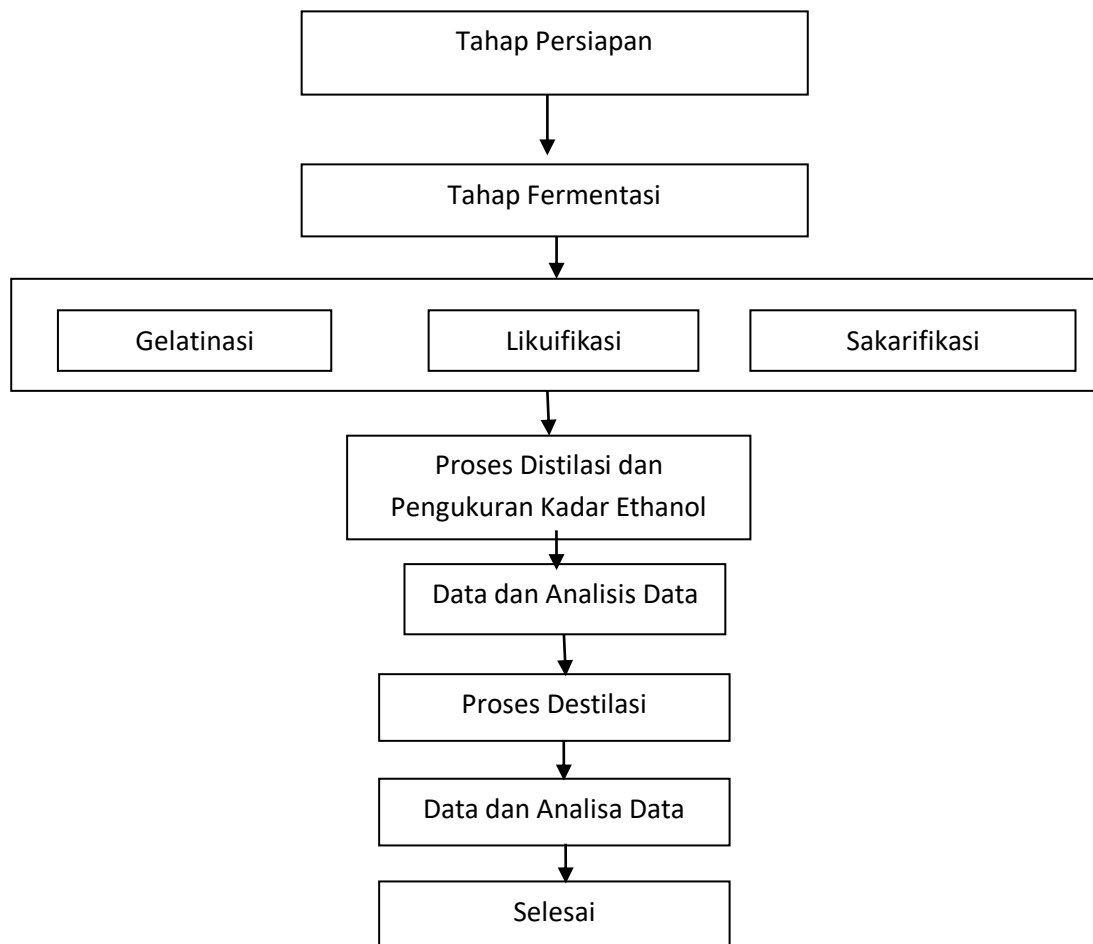 Tahap Persiapan
Tahap Fermentasi
Gelatinasi
Likuifikasi
Sakarifikasi
Proses Distilasi dan
Pengukuran Kadar Ethanol
Data dan Analisis Data
Proses Destilasi
Data dan Analisa Data
Selesai